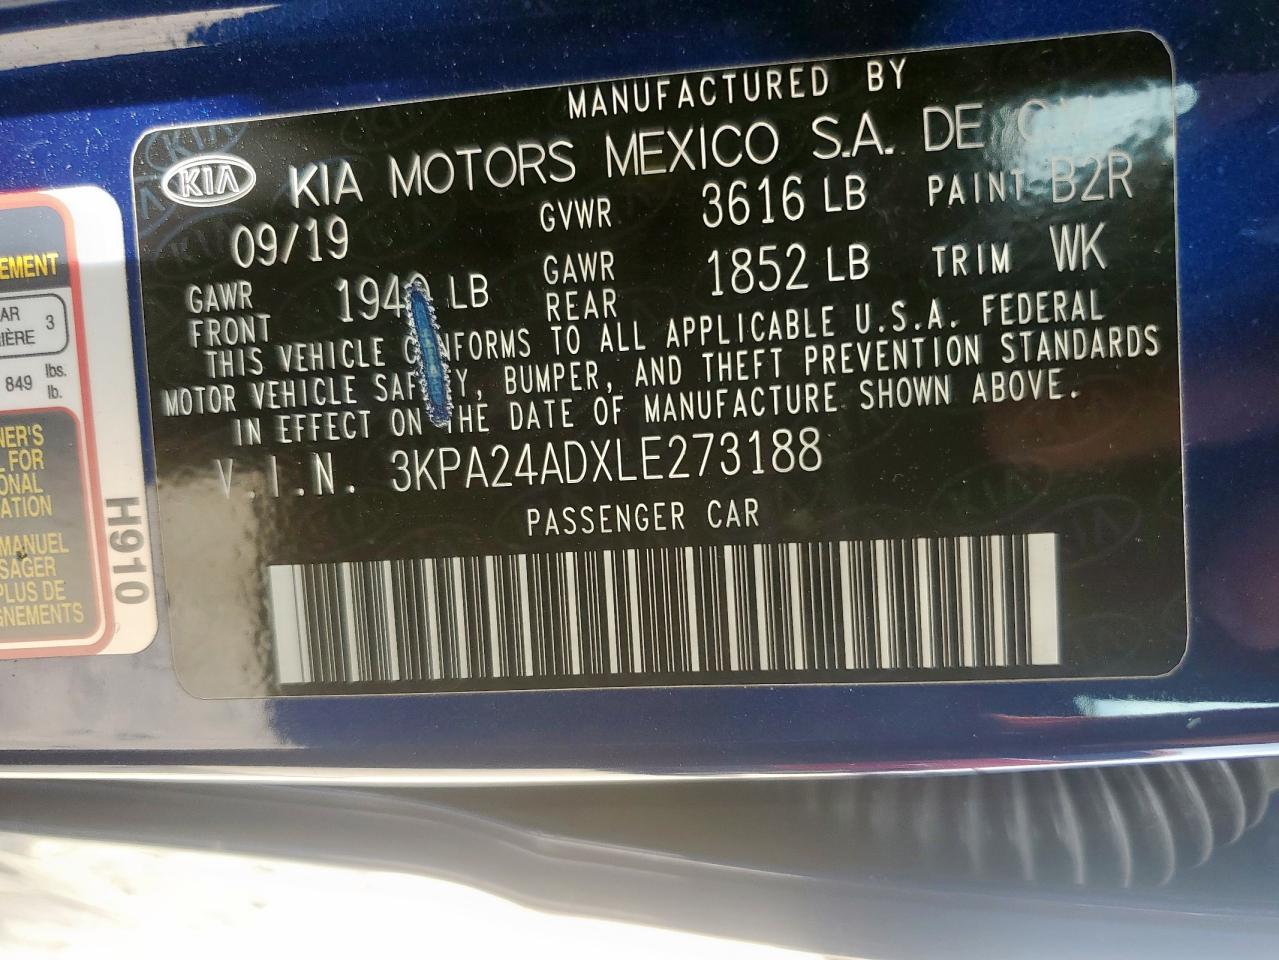 MANUFACTURED BY
KIA
KIA MOTORS MEXICO S.A. DE
09/19
GVWR 3616 LB PAINT B2R
GAWR FRONT LB
GAWR REAR 1852 LB TRIM WK
THIS VEHICLE CONFORMS TO ALL APPLICABLE U.S.A. FEDERAL
MOTOR VEHICLE SAFETY, BUMPER, AND THEFT PREVENTION STANDARDS
IN EFFECT ON THE DATE OF MANUFACTURE SHOWN ABOVE.
V.I.N. 3KPA24ADXLE273188
PASSENGER CAR
H910
EMENT
AR
IÈRE 3
849 lbs.
lb.
NER'S
L FOR
ONAL
ATION
MANUEL
SAGER
PLUS DE
GNEMENTS